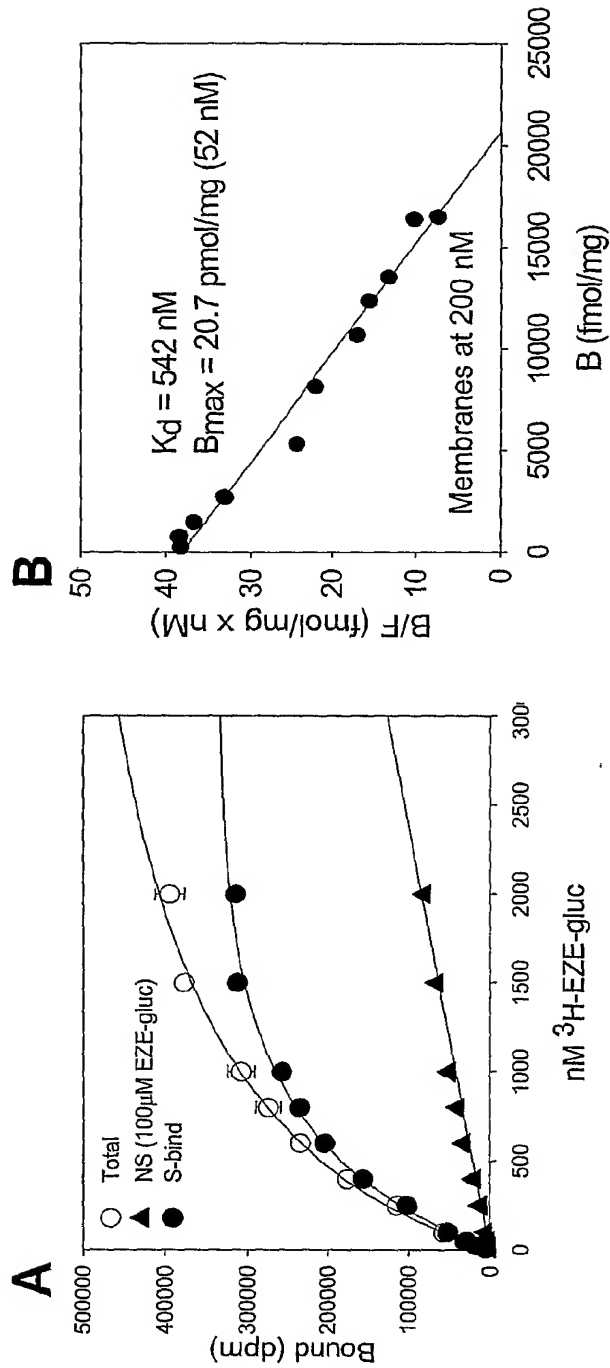 A
500000
400000
300000
200000
100000
0
Bound (dpm)
Total
NS (100μM EZE-gluc)
S-bind
0
500
1000
1500
2000
2500
300
nM ³H-EZE-gluc
B
50
40
30
20
10
0
B/F (fmol/mg x nM)
Kd = 542 nM
Bmax = 20.7 pmol/mg (52 nM)
Membranes at 200 nM
0
5000
10000
15000
20000
25000
B (fmol/mg)